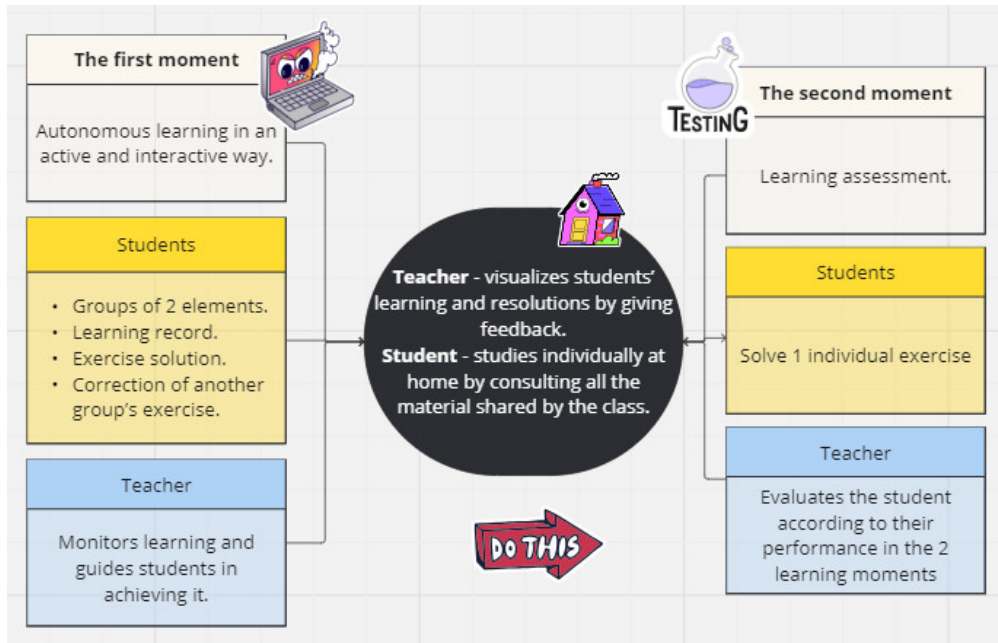 The first moment
Autonomous learning in an
active and interactive way.
Students
• Groups of 2 elements.
• Learning record.
• Exercise solution.
• Correction of another
group's exercise.
Teacher
Monitors learning and
guides students in
achieving it.
Teacher - visualizes students’
learning and resolutions by giving
feedback.
Student - studies individually at
home by consulting all the
material shared by the class.
DO THIS
TESTING
The second moment
Learning assessment.
Students
Solve 1 individual exercise
Teacher
Evaluates the student
according to their
performance in the 2
learning moments